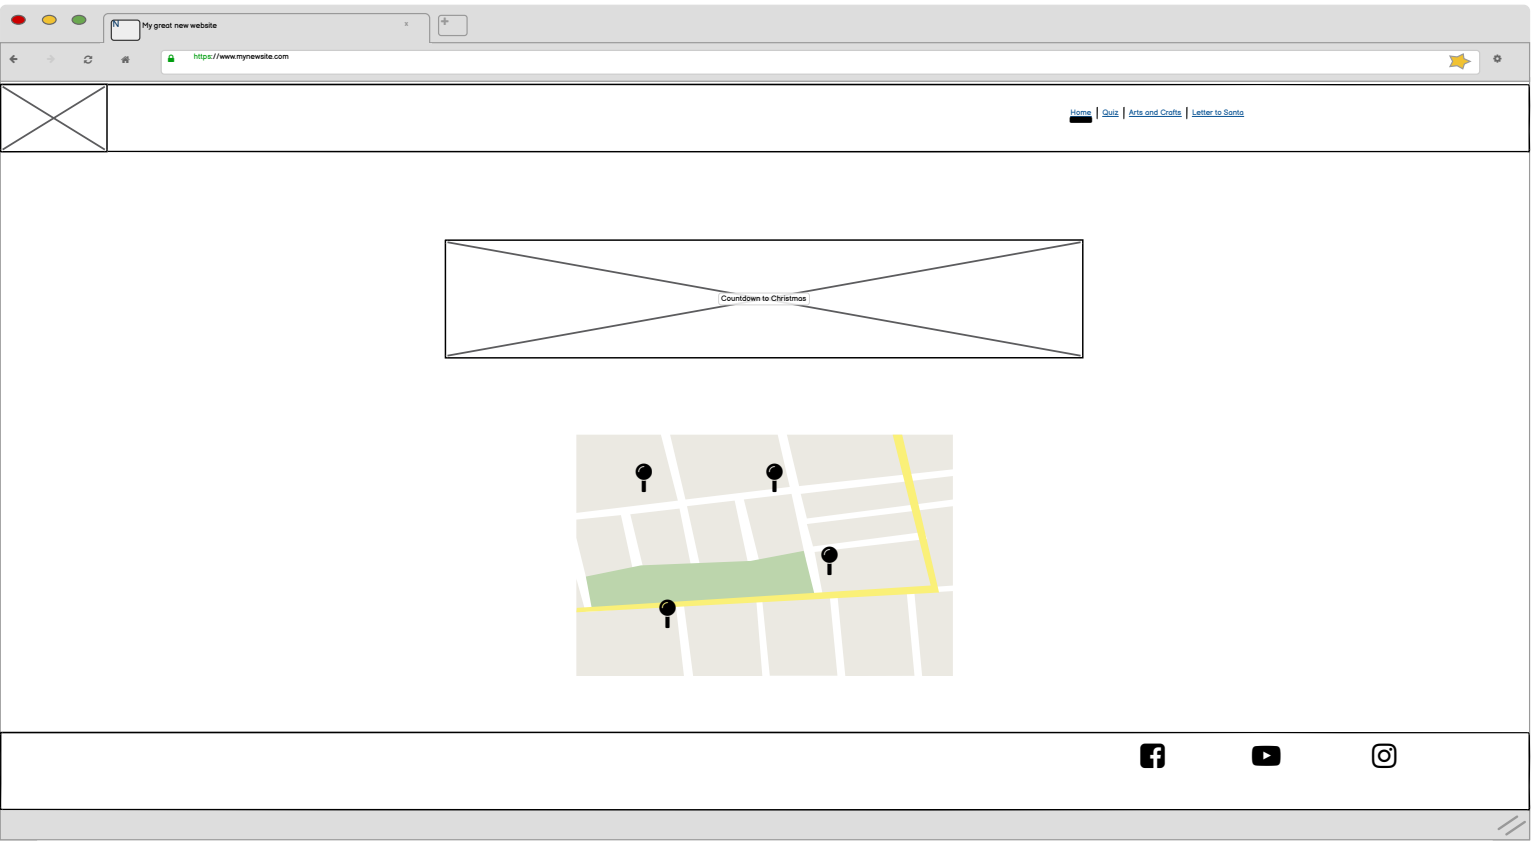 N My great new website
https://www.mynewsite.com
Home | Quiz | Arts and Crafts | Letter to Santa
Countdown to Christmas